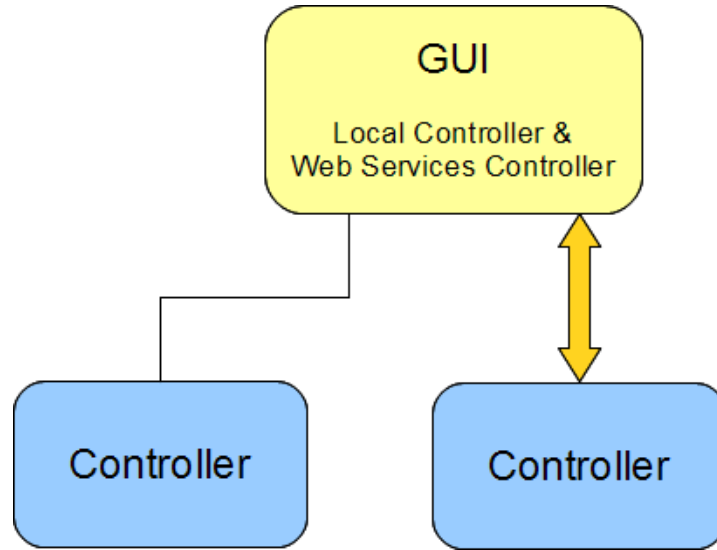 GUI
Local Controller &
Web Services Controller
Controller
Controller